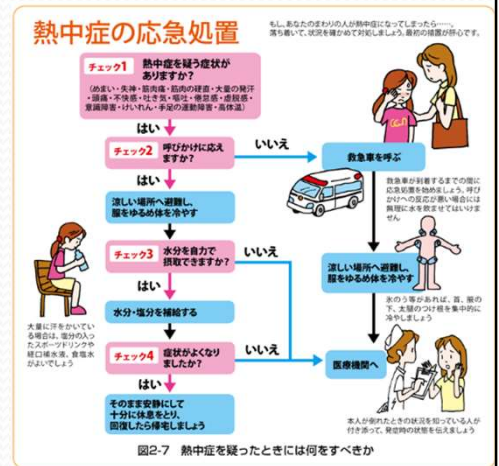 熱中症の応急処置
もし、あなたのまわりの人が熱中症になってしまったら……。
落ち着いて、状況を確かめて対処しましょう。最初の措置が肝心です。
チェック1
熱中症を疑う症状が
ありますか?
(めまい・失神・筋肉痛・筋肉の硬直・大量の発汗
・頭痛・不快感・吐き気・嘔吐・倦怠感・虚脱感・
意識障害・けいれん・手足の運動障害・高体温)
はい
チェック2
呼びかけに応え
ますか?
いいえ
救急車を呼ぶ
はい
救急車が到着するまでの間に
応急処置を始めましょう。呼び
かけへの反応が悪い場合には
無理に水を飲ませてはいけま
せん
涼しい場所へ避難し、
服をゆるめ体を冷やす
チェック3
水分を自力で
摂取できますか?
いいえ
涼しい場所へ避難し、
服をゆるめ体を冷やす
はい
氷のう等があれば、首、腋の
下、太腿のつけ根を集中的に
冷やしましょう
水分・塩分を補給する
大量に汗をかいてい
る場合は、塩分の入っ
たスポーツドリンクや
経口補水液、食塩水
がよいでしょう
チェック4
症状がよくなり
ましたか?
いいえ
医療機関へ
はい
本人が倒れたときの状況を知っている人が
付き添って、発症時の状態を伝えましょう
そのまま安静にして
十分に休息をとり、
回復したら帰宅しましょう
図2-7 熱中症を疑ったときには何をすべきか